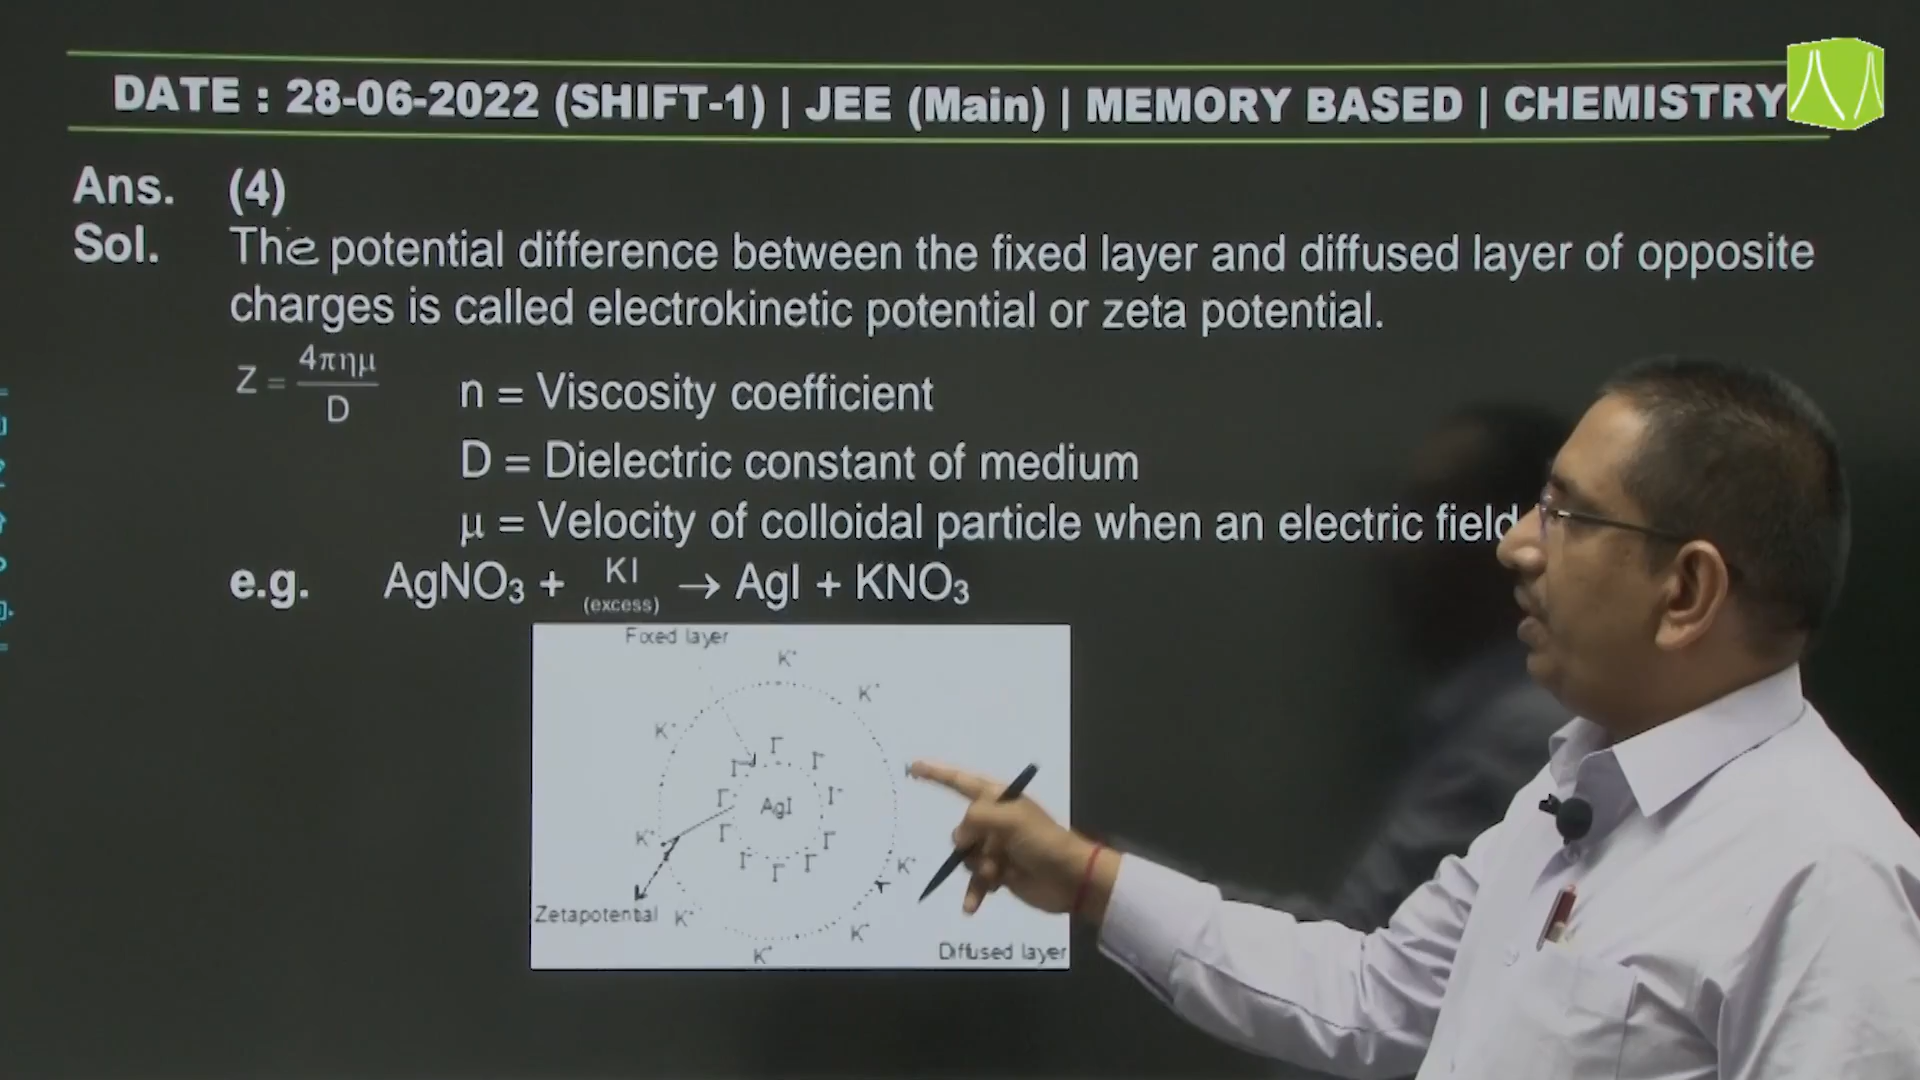 DATE : 28-06-2022 (SHIFT-1) | JEE (Main) | MEMORY BASED | CHEMISTRY
Ans. (4)
Sol. The potential difference between the fixed layer and diffused layer of opposite
charges is called electrokinetic potential or zeta potential.
Z = 4πημ / D
n = Viscosity coefficient
D = Dielectric constant of medium
μ = Velocity of colloidal particle when an electric field
e.g. AgNO₃ + KI (excess) → AgI + KNO₃
Fixed layer
K⁺
K⁺
K⁺
I⁻
I⁻ I⁻
I⁻ AgI I⁻
K⁺ I⁻ I⁻
I⁻ I⁻ I⁻ K⁺
Zetapotential K⁺
K⁺
K⁺
Diffused layer